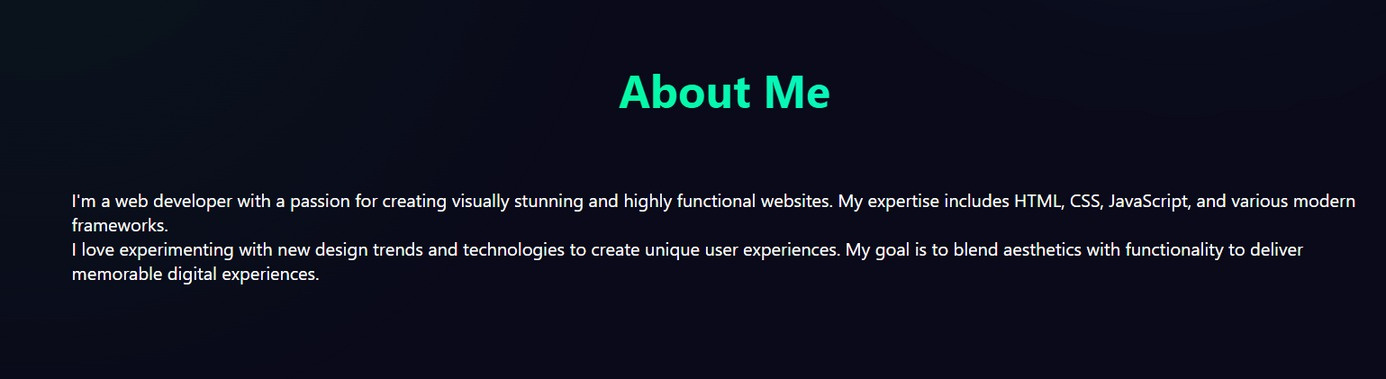 About Me
I'm a web developer with a passion for creating visually stunning and highly functional websites. My expertise includes HTML, CSS, JavaScript, and various modern
frameworks.
I love experimenting with new design trends and technologies to create unique user experiences. My goal is to blend aesthetics with functionality to deliver
memorable digital experiences.